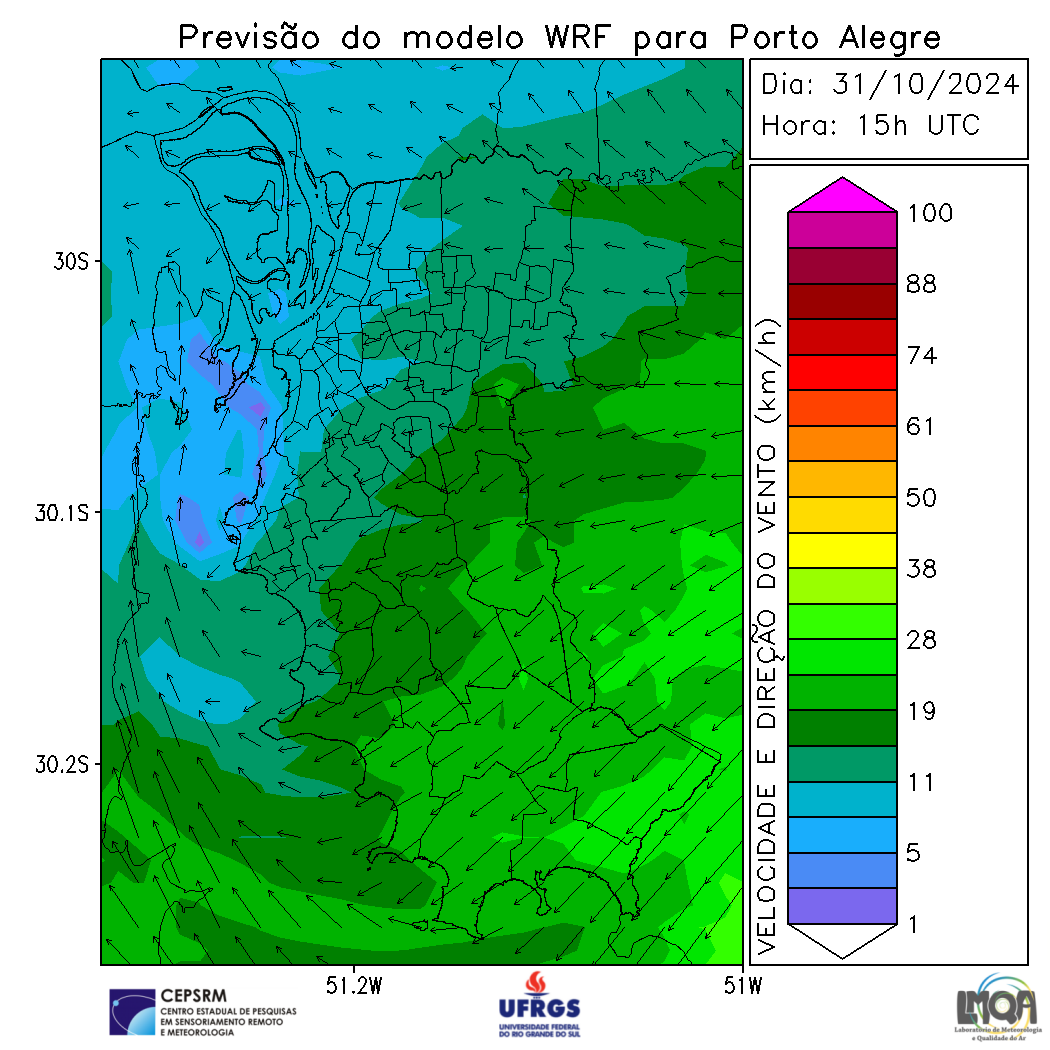 Previsão do modelo WRF para Porto Alegre
Dia: 31/10/2024
Hora: 15h UTC
30S
30.1S
30.2S
51.2W
51W
VELOCIDADE E DIREÇÃO DO VENTO (km/h)
100
88
74
61
50
38
28
19
11
5
1
CEPSRM
CENTRO ESTADUAL DE PESQUISAS
EM SENSORIAMENTO REMOTO
E METEOROLOGIA
UFRGS
UNIVERSIDADE FEDERAL
DO RIO GRANDE DO SUL
LMQA
Laboratório de Meteorologia
e Qualidade do Ar